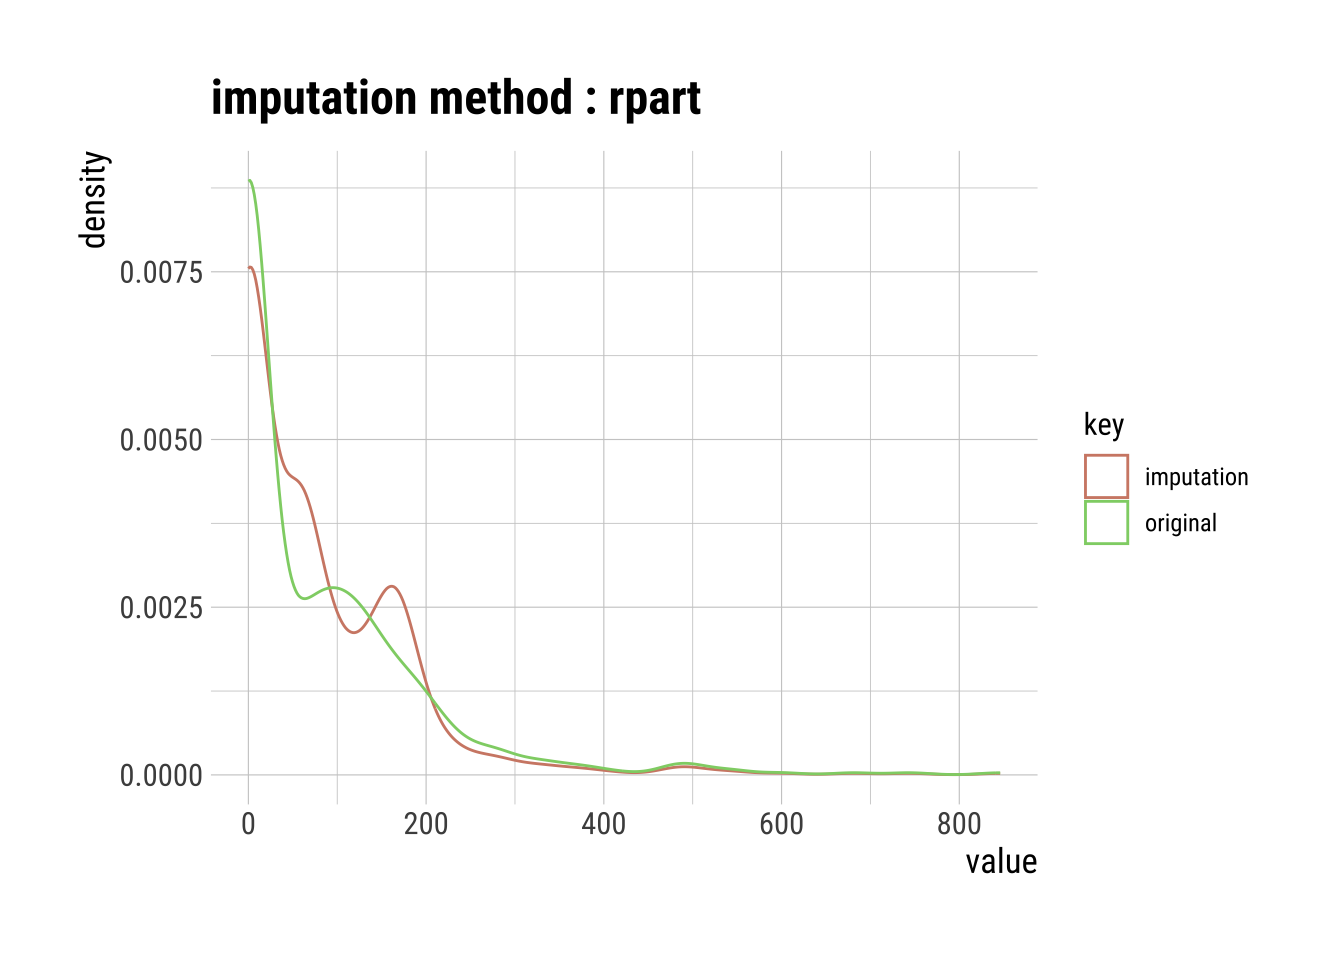 imputation method : rpart
density
0.0075
0.0050
0.0025
0.0000
0 200 400 600 800
value
key
imputation
original